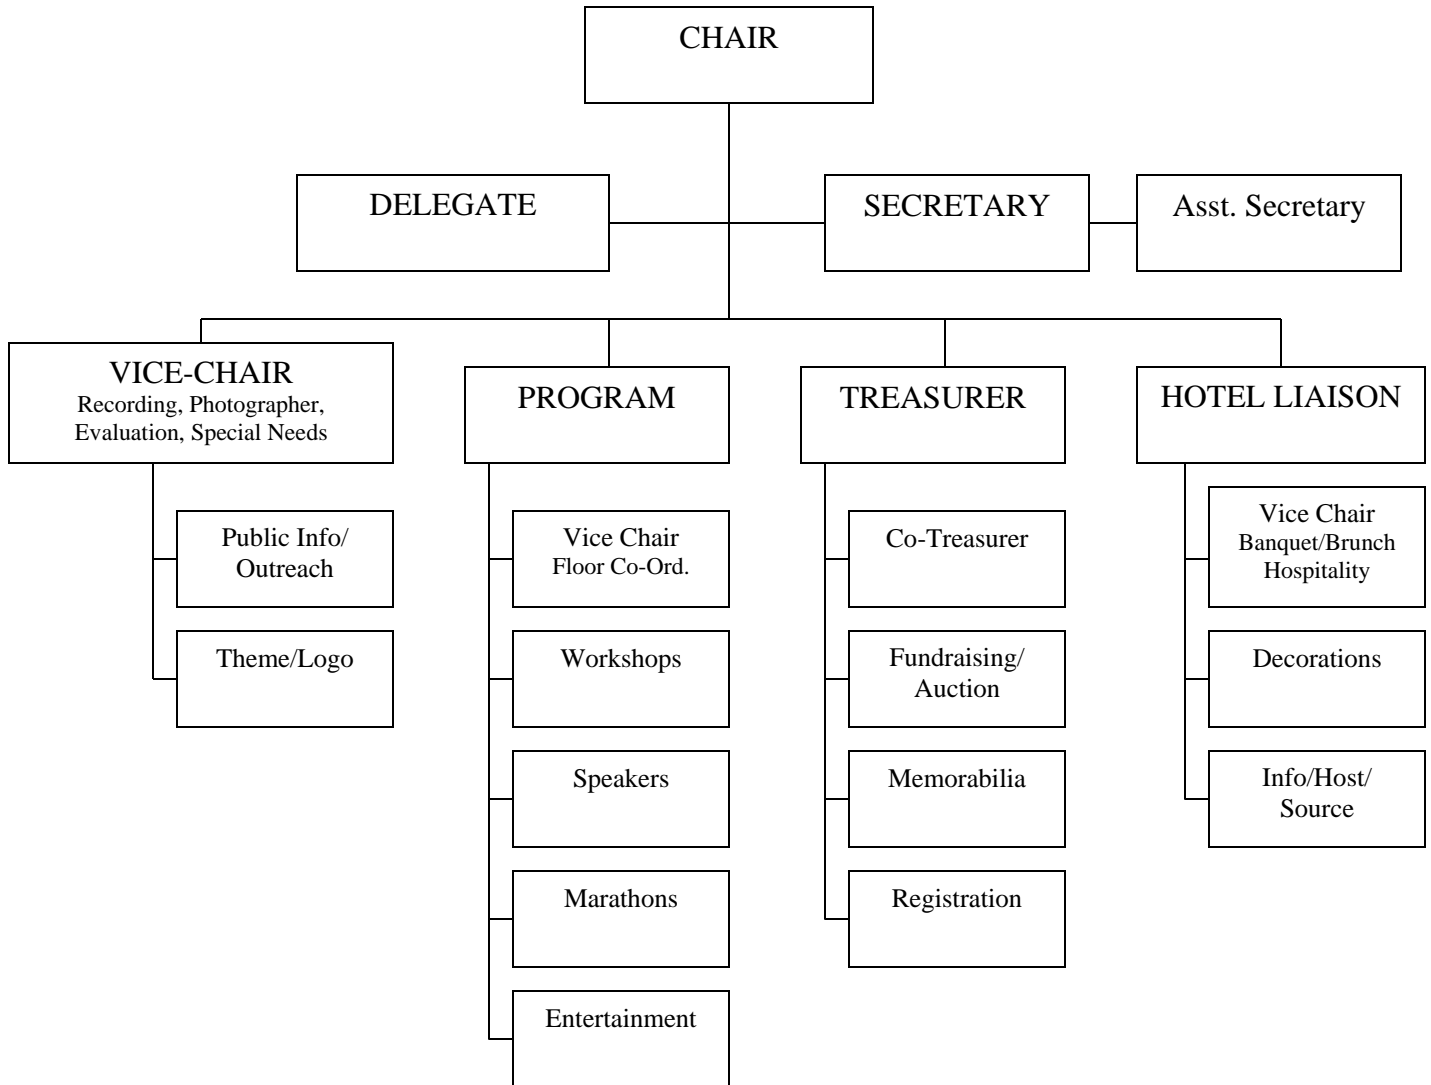 CHAIR
DELEGATE
SECRETARY
Asst. Secretary
VICE-CHAIR
Recording, Photographer,
Evaluation, Special Needs
PROGRAM
TREASURER
HOTEL LIAISON
Public Info/
Outreach
Theme/Logo
Vice Chair
Floor Co-Ord.
Workshops
Speakers
Marathons
Entertainment
Co-Treasurer
Fundraising/
Auction
Memorabilia
Registration
Vice Chair
Banquet/Brunch
Hospitality
Decorations
Info/Host/
Source